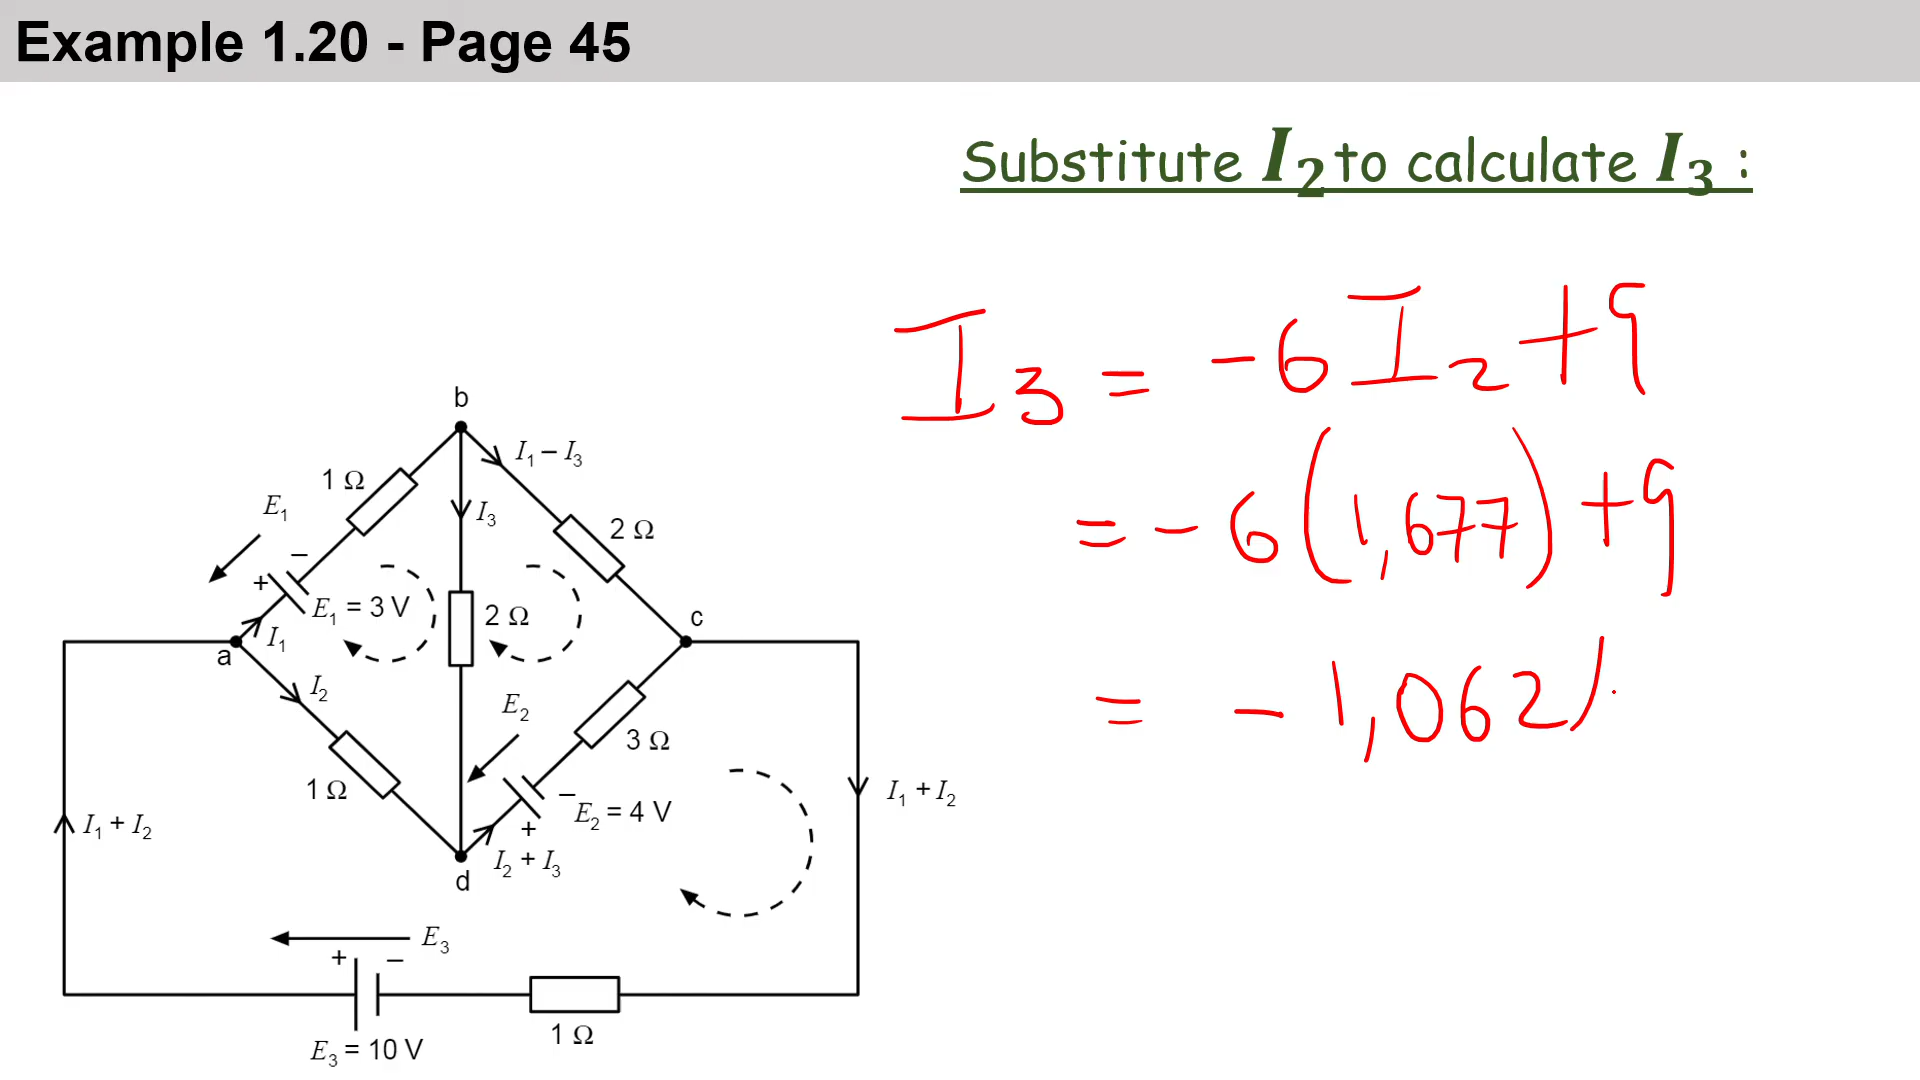 Example 1.20 - Page 45
Substitute I₂ to calculate I₃ :
I₃ = -6I₂ + 9
= -6(1,677) + 9
= -1,062
b
I₁ – I₃
1 Ω
E₁
I₃
2 Ω
–
+
E₁ = 3 V
2 Ω
c
I₁
a
I₂
E₂
3 Ω
1 Ω
–
I₁ + I₂
E₂ = 4 V
+
I₁ + I₂
I₂ + I₃
d
E₃
+
–
1 Ω
E₃ = 10 V